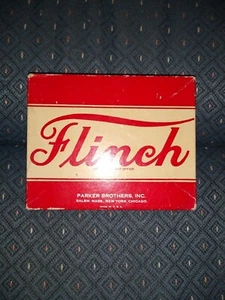 Flinch
PARKER BROTHERS, INC.
SALEM, MASS., NEW YORK, CHICAGO.